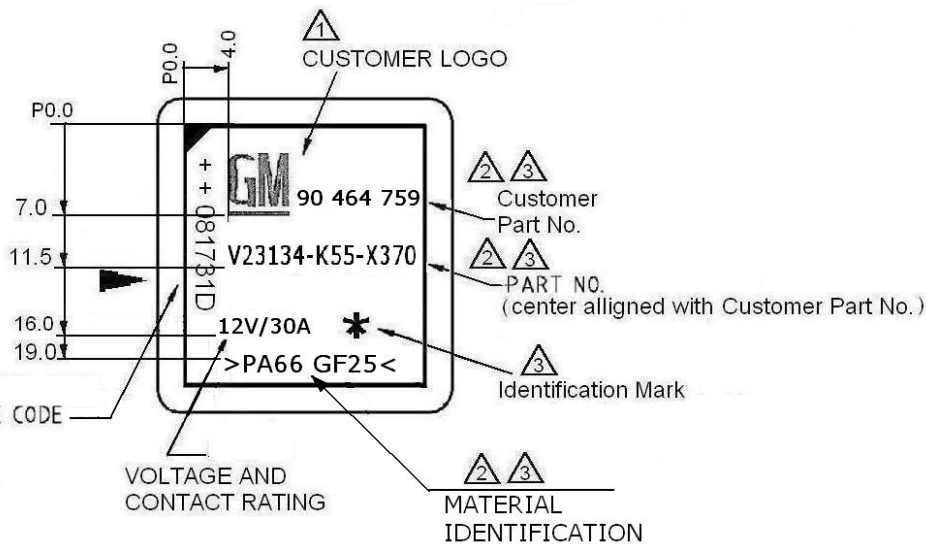 1
CUSTOMER LOGO
P0.0
4.0
P0.0
7.0
11.5
16.0
19.0
GM
90 464 759
V23134-K55-X370
12V/30A *
>PA66 GF25<
+ + 081731D
2 3
Customer
Part No.
2 3
PART NO.
(center alligned with Customer Part No.)
3
Identification Mark
CODE
VOLTAGE AND
CONTACT RATING
2 3
MATERIAL
IDENTIFICATION